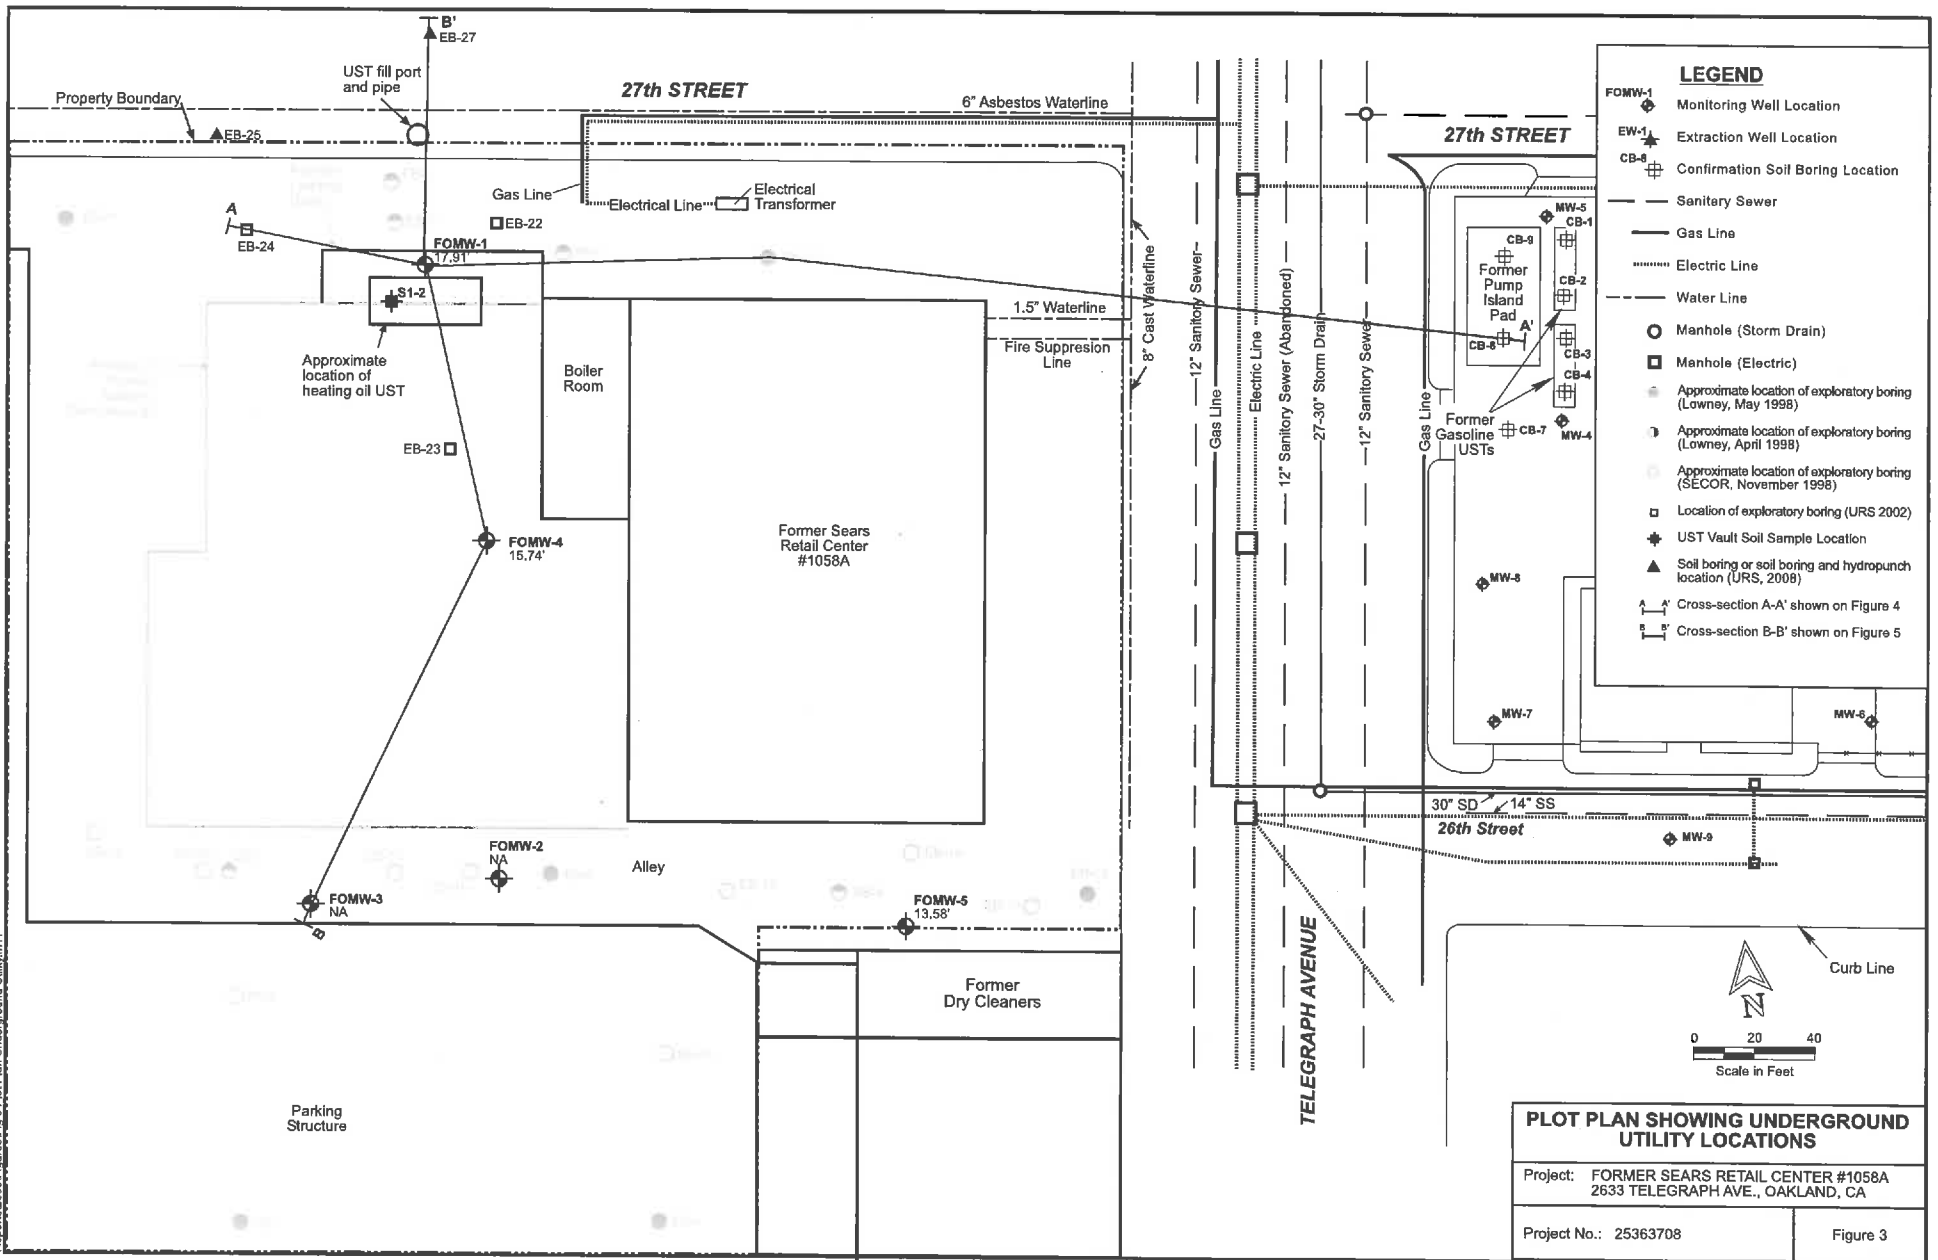 B'
EB-27
UST fill port
and pipe
Property Boundary
EB-25
27th STREET
6" Asbestos Waterline
27th STREET
Gas Line
Electrical Line
Electrical
Transformer
A
EB-24
EB-22
FOMW-1
17,91'
S1-2
Approximate
location of
heating oil UST
Boiler
Room
1.5" Waterline
Fire Suppresion
Line
8" Cast Waterline
12" Sanitory Sewer
Gas Line
Electric Line
12" Sanitory Sewer (Abandoned)
27-30" Storm Drain
12" Sanitory Sewer
Gas Line
EB-23
FOMW-4
15,74'
Former Sears
Retail Center
#1058A
MW-5
CB-1
CB-9
Former
Pump
Island
Pad
CB-2
A'
CB-6
CB-3
CB-4
Former
Gasoline
USTs
CB-7
MW-4
MW-8
MW-7
MW-6
30" SD
14" SS
26th Street
MW-9
FOMW-2
NA
Alley
FOMW-3
NA
B
FOMW-5
13,58'
Former
Dry Cleaners
Parking
Structure
TELEGRAPH AVENUE
Curb Line
N
0 20 40
Scale in Feet
LEGEND
FOMW-1
Monitoring Well Location
EW-1
Extraction Well Location
CB-8
Confirmation Soil Boring Location
Sanitary Sewer
Gas Line
Electric Line
Water Line
Manhole (Storm Drain)
Manhole (Electric)
Approximate location of exploratory boring
(Lowney, May 1998)
Approximate location of exploratory boring
(Lowney, April 1998)
Approximate location of exploratory boring
(SECOR, November 1998)
Location of exploratory boring (URS 2002)
UST Vault Soil Sample Location
Soil boring or soil boring and hydropunch
location (URS, 2008)
A A' Cross-section A-A' shown on Figure 4
B B' Cross-section B-B' shown on Figure 5
PLOT PLAN SHOWING UNDERGROUND
UTILITY LOCATIONS
Project: FORMER SEARS RETAIL CENTER #1058A
2633 TELEGRAPH AVE., OAKLAND, CA
Project No.: 25363708
Figure 3